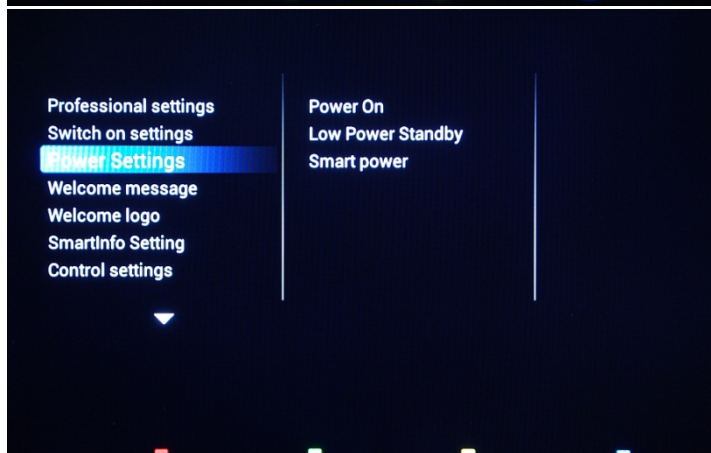 Professional settings
Switch on settings
Power Settings
Welcome message
Welcome logo
SmartInfo Setting
Control settings
Power On
Low Power Standby
Smart power